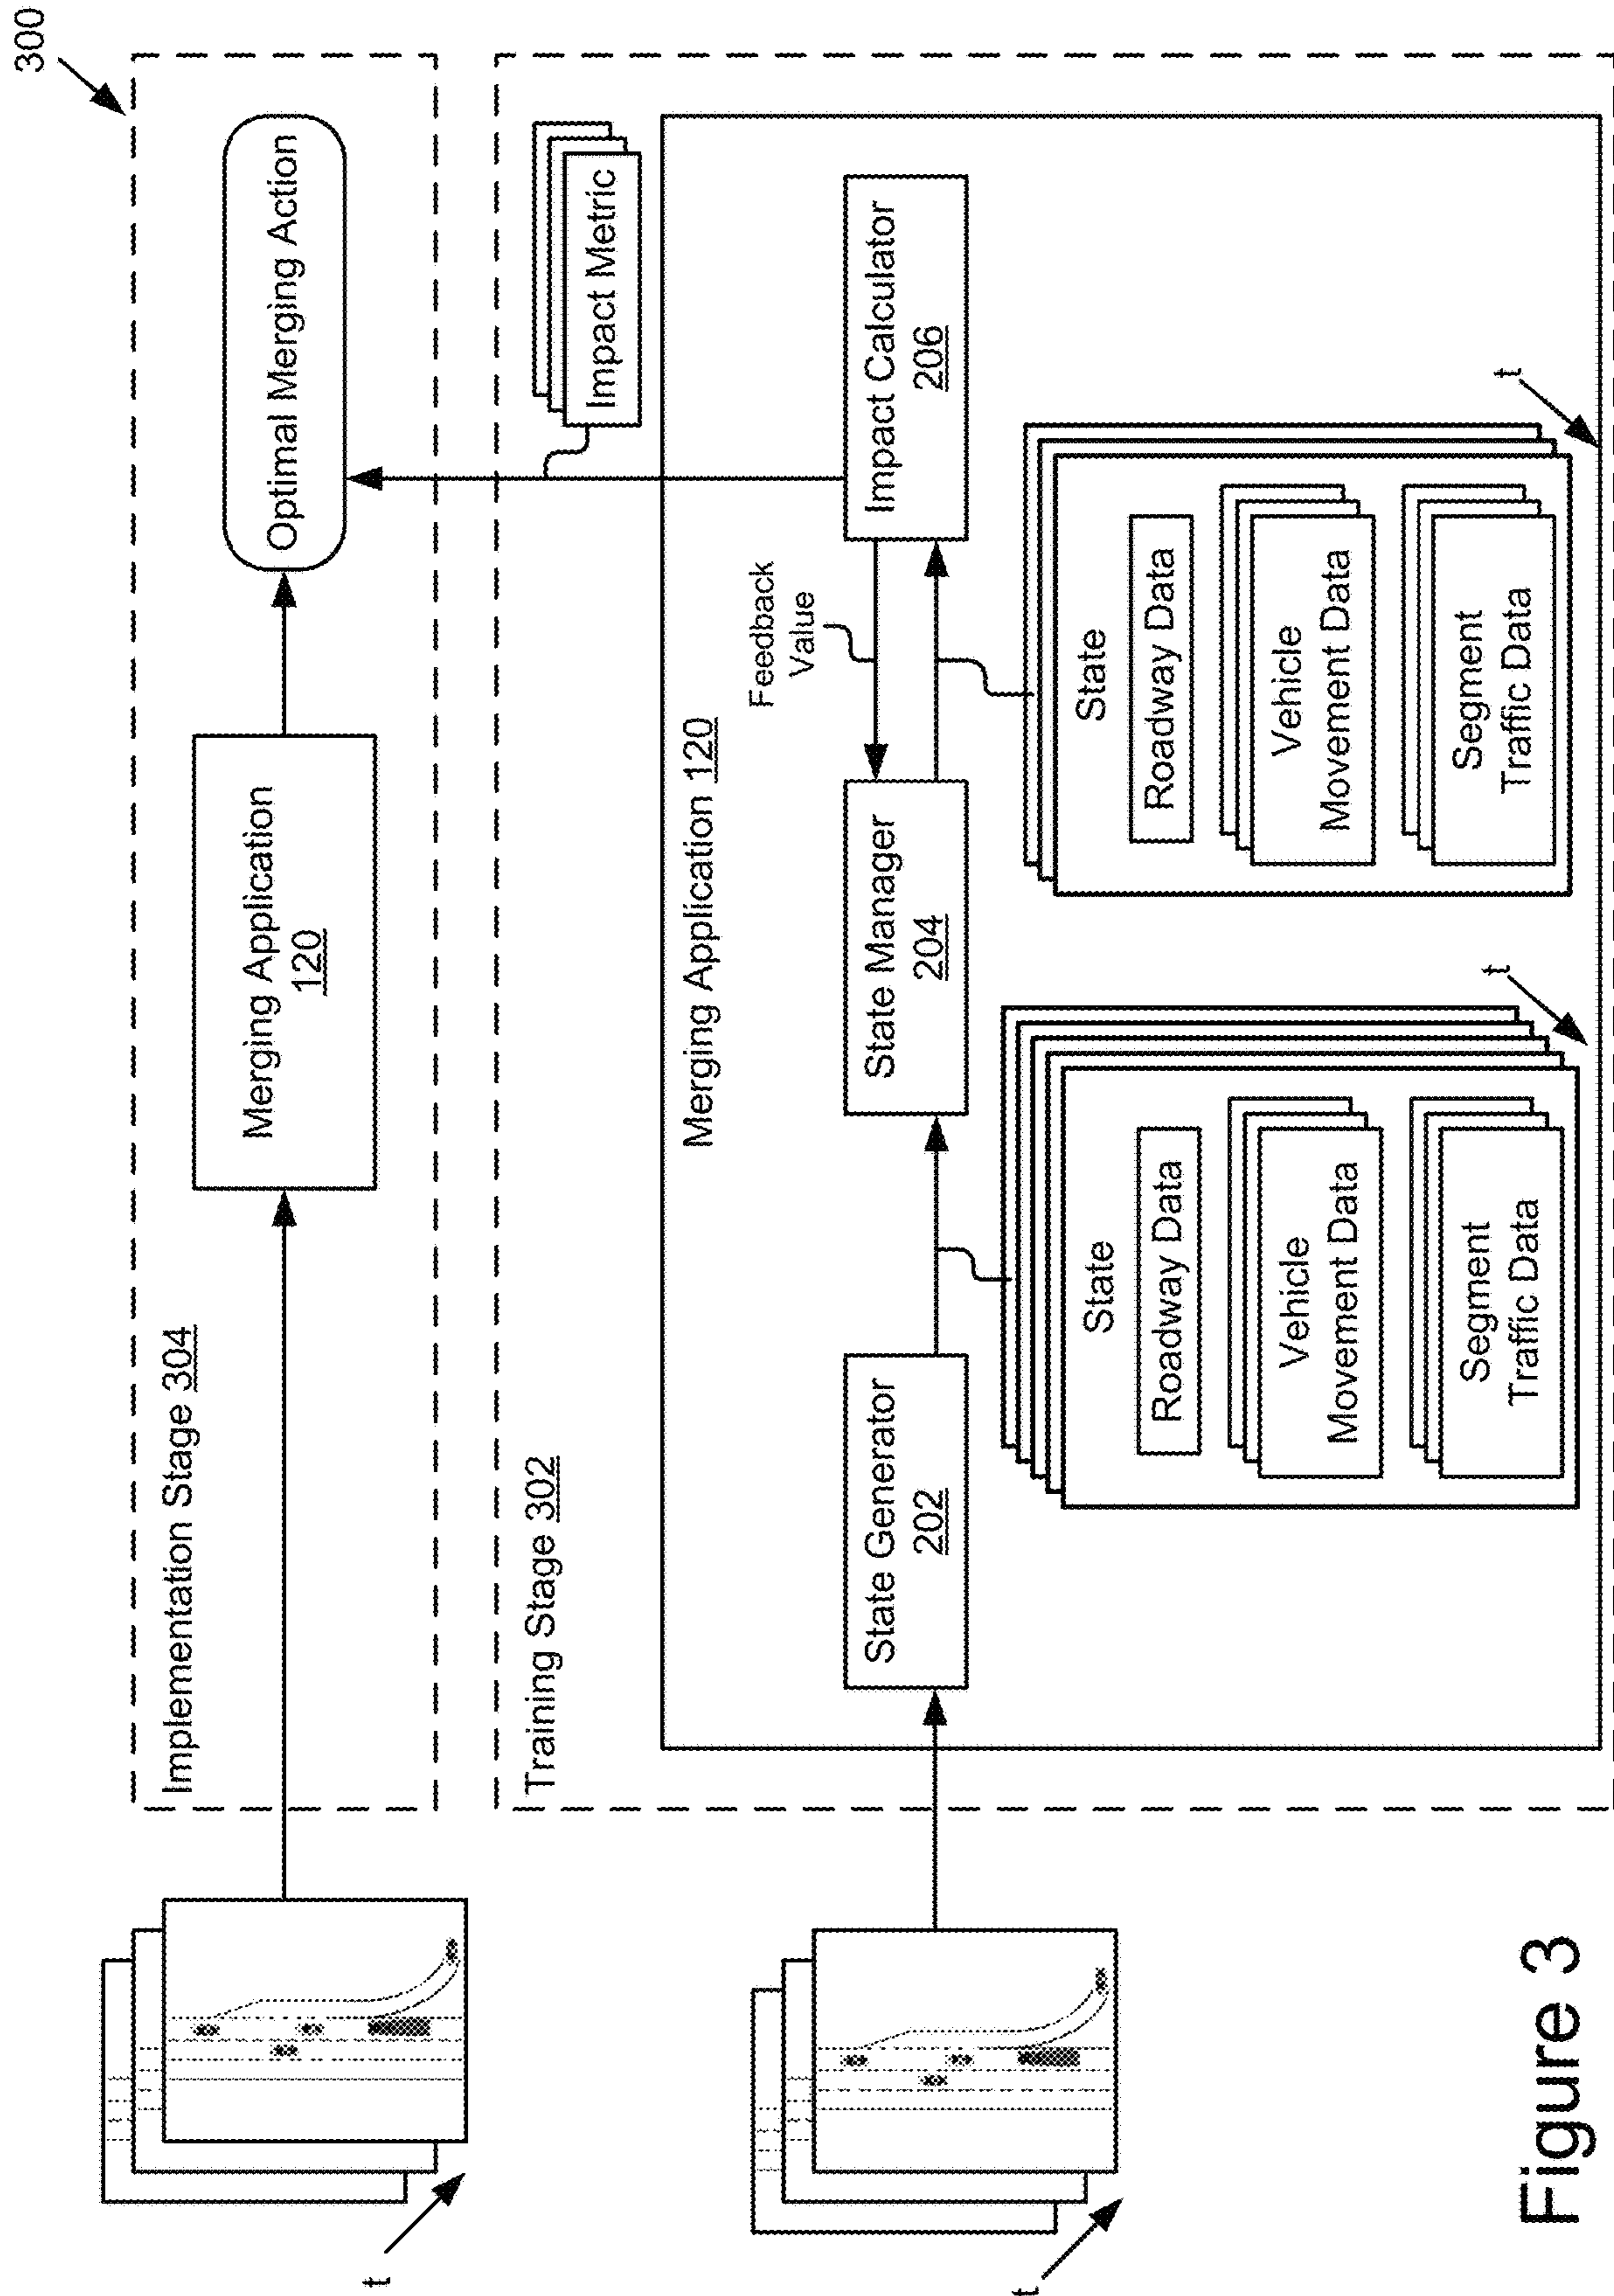 300
Implementation Stage 304
Merging Application
120
Optimal Merging Action
t
Training Stage 302
Impact Metric
Merging Application 120
Feedback
Value
State Generator
202
State Manager
204
Impact Calculator
206
State
Roadway Data
Vehicle
Movement Data
Segment
Traffic Data
t
State
Roadway Data
Vehicle
Movement Data
Segment
Traffic Data
t
t
Figure 3